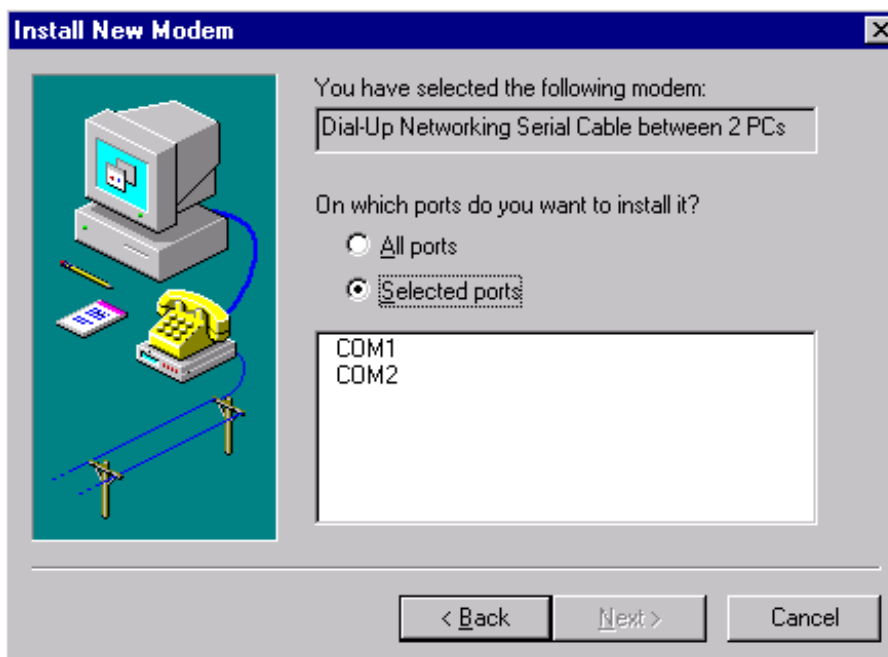 Install New Modem
You have selected the following modem:
Dial-Up Networking Serial Cable between 2 PCs
On which ports do you want to install it?
All ports
Selected ports
COM1
COM2
< Back
Next >
Cancel